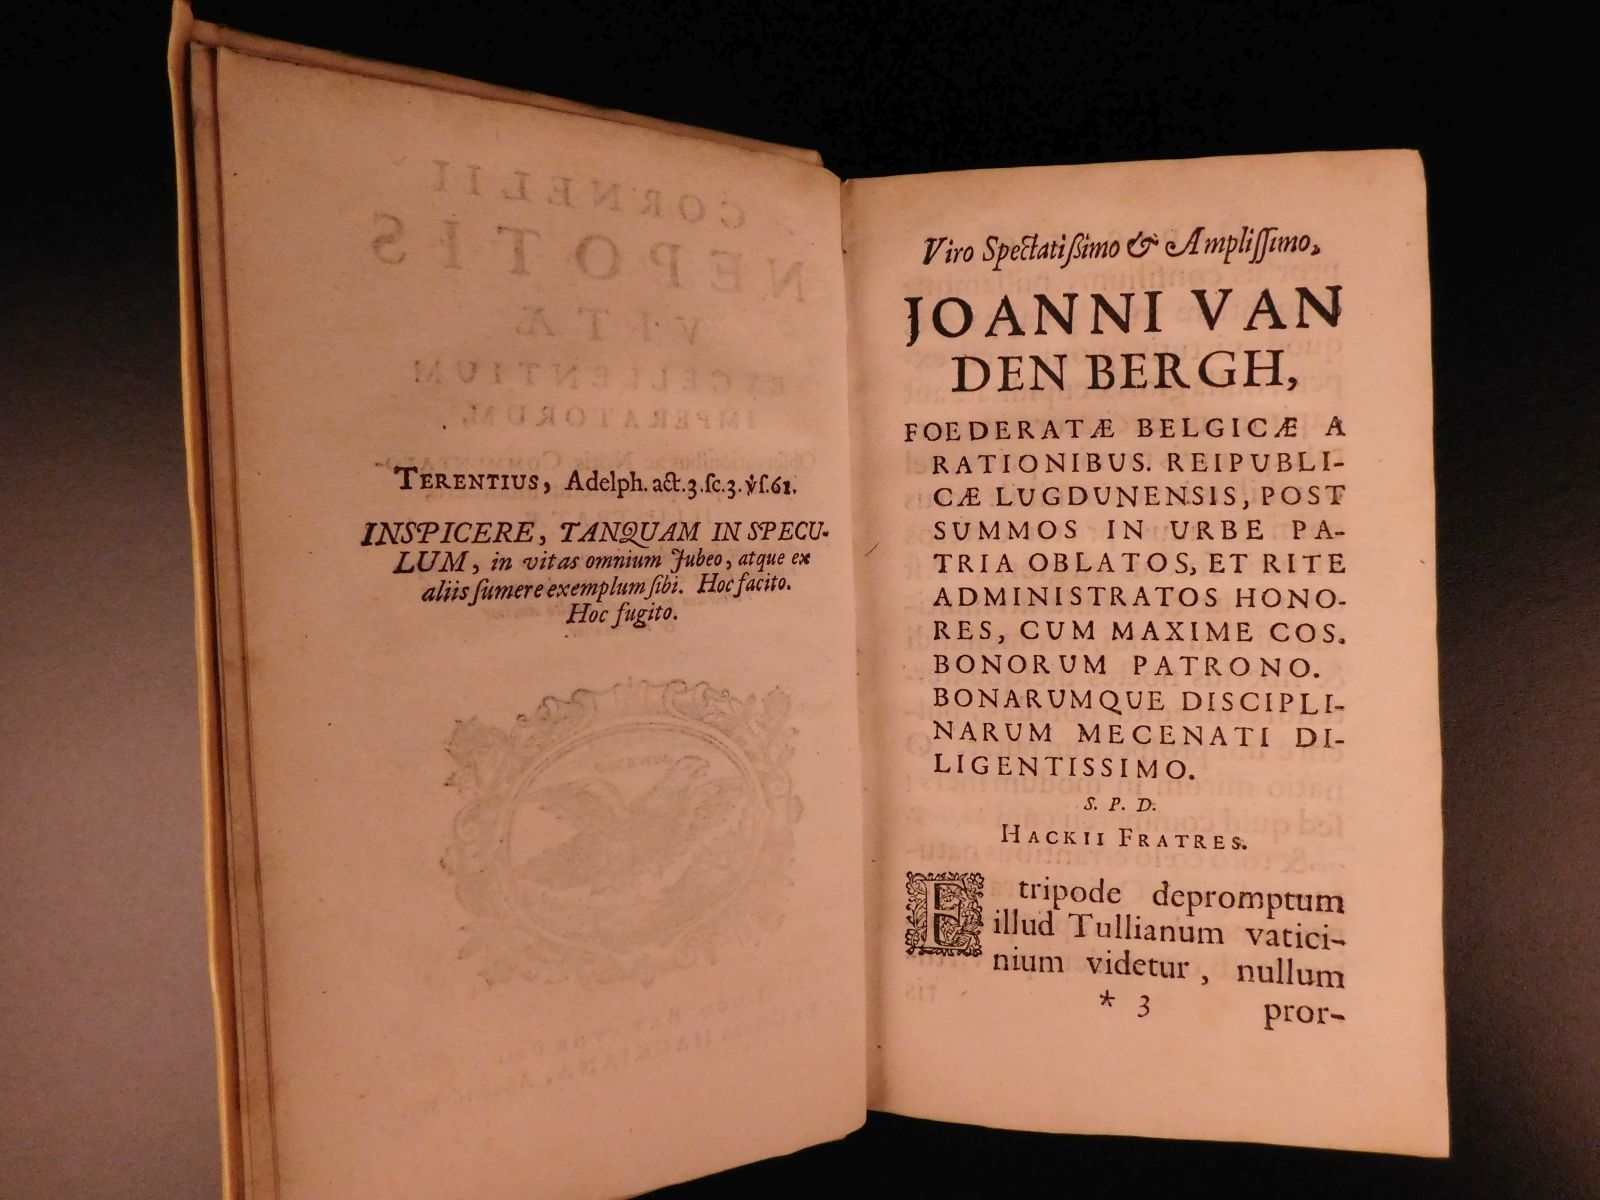 TERENTIUS, Adelph. act.3.sc.3. vs.61.
INSPICERE, TANQUAM IN SPECU-
LUM, in vitas omnium Jubeo, atque ex
aliis sumere exemplum sibi. Hoc facito.
Hoc fugito.
Viro Spectatißimo & Amplissimo,
JOANNI VAN
DEN BERGH,
FOEDERATÆ BELGICÆ A
RATIONIBUS. REIPUBLI-
CÆ LUGDUNENSIS, POST
SUMMOS IN URBE PA-
TRIA OBLATOS, ET RITE
ADMINISTRATOS HONO-
RES, CUM MAXIME COS.
BONORUM PATRONO.
BONARUMQUE DISCIPLI-
NARUM MECENATI DI-
LIGENTISSIMO.
S. P. D.
HACKII FRATRES.
E tripode depromptum
illud Tullianum vatici-
nium videtur, nullum
* 3 pror-